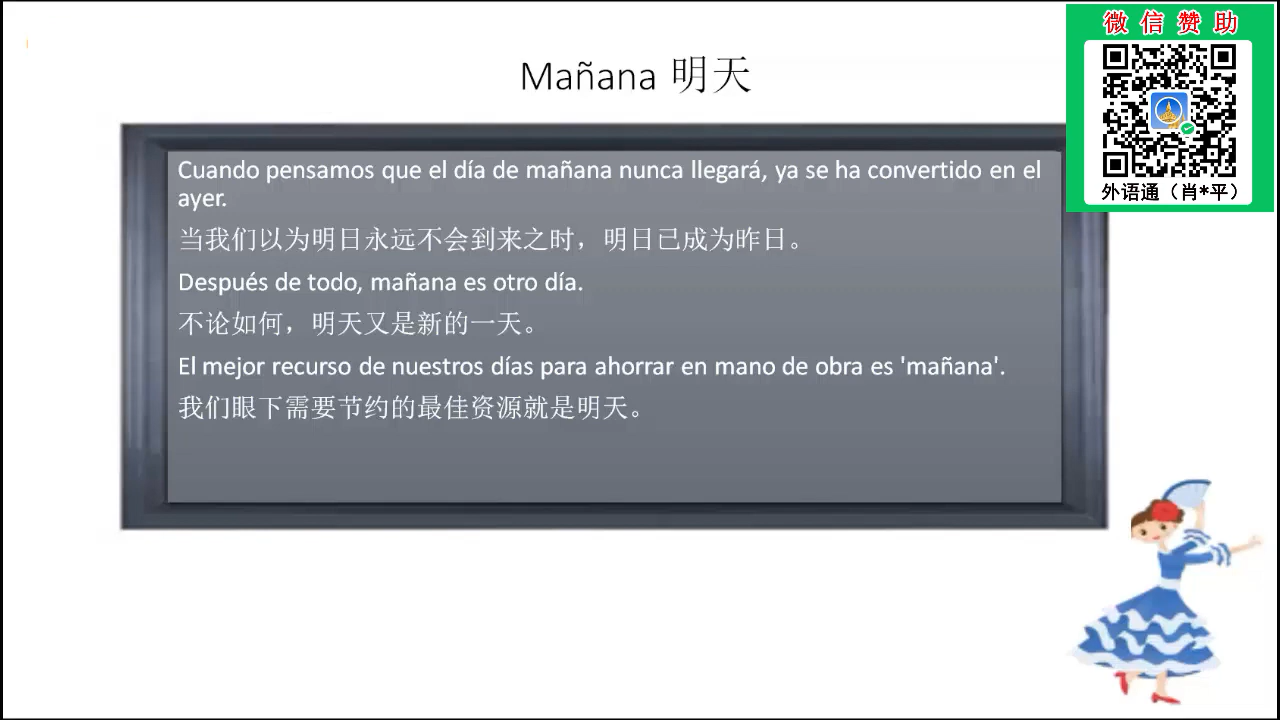 微信赞助
Mañana 明天
外语通（肖*平）
Cuando pensamos que el día de mañana nunca llegará, ya se ha convertido en el
ayer.
当我们以为明日永远不会到来之时，明日已成为昨日。
Después de todo, mañana es otro día.
不论如何，明天又是新的一天。
El mejor recurso de nuestros días para ahorrar en mano de obra es 'mañana'.
我们眼下需要节约的最佳资源就是明天。